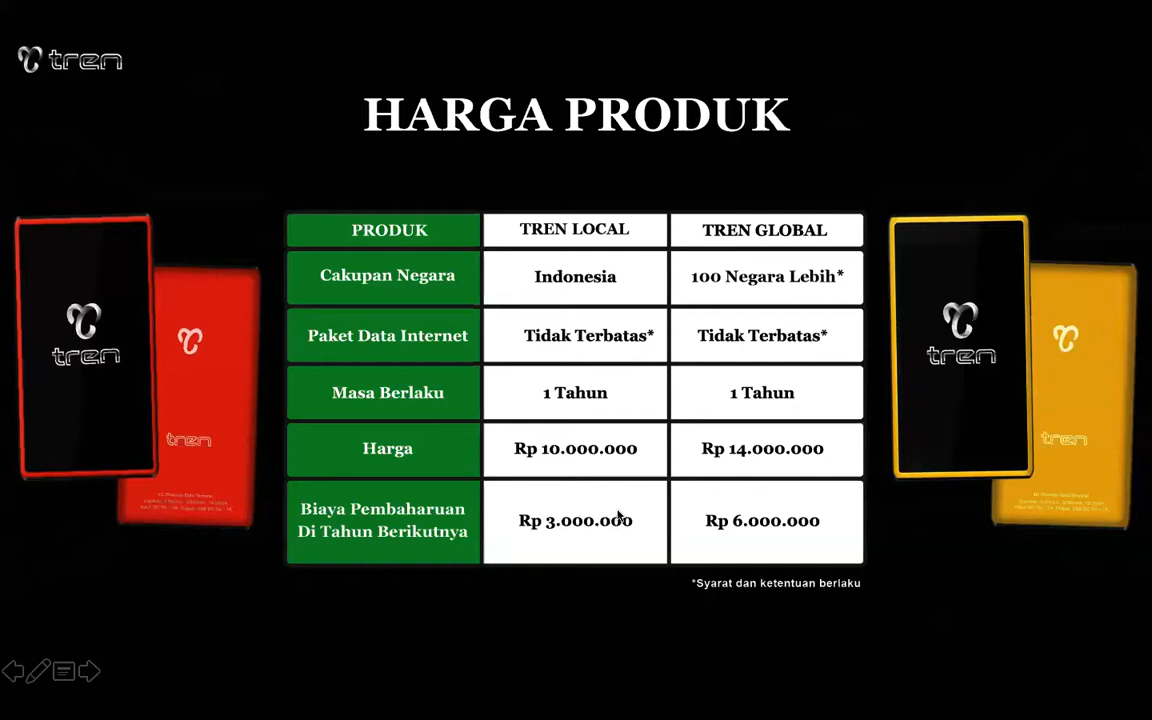 tren
HARGA PRODUK
PRODUK TREN LOCAL TREN GLOBAL
Cakupan Negara Indonesia 100 Negara Lebih*
Paket Data Internet Tidak Terbatas* Tidak Terbatas*
Masa Berlaku 1 Tahun 1 Tahun
Harga Rp 10.000.000 Rp 14.000.000
Biaya Pembaharuan
Di Tahun Berikutnya Rp 3.000.000 Rp 6.000.000
*Syarat dan ketentuan berlaku
tren
tren
tren
tren